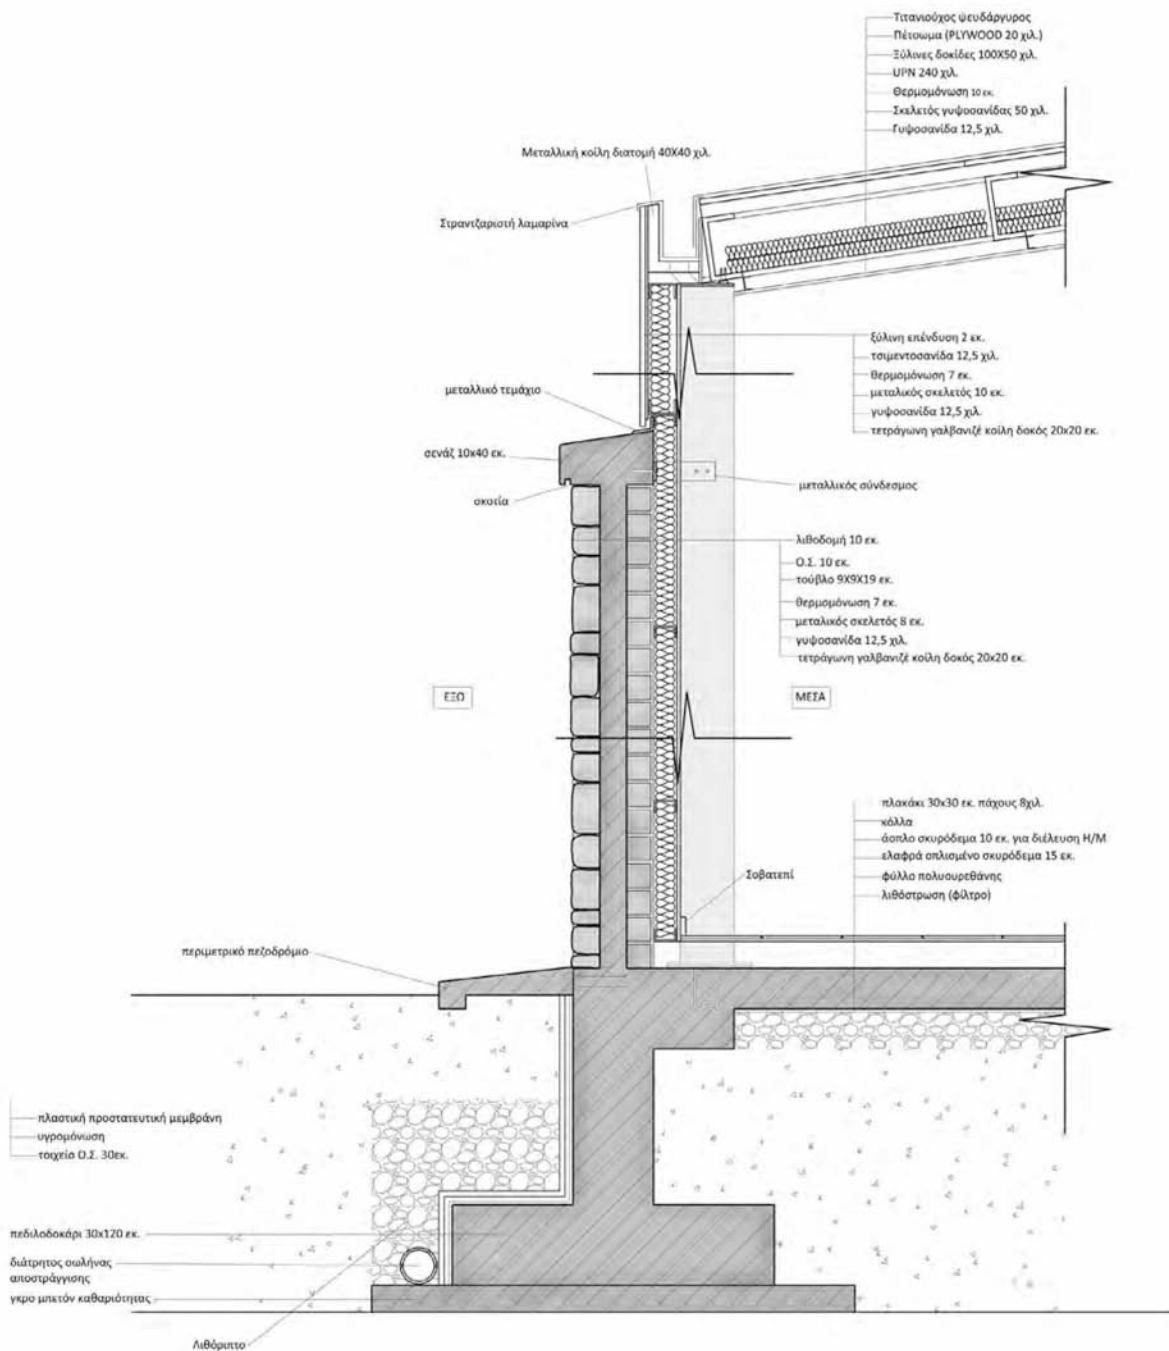 Τιτανιούχος ψευδάργυρος
Πέτσωμα (PLYWOOD 20 χιλ.)
Ξύλινες δοκίδες 100X50 χιλ.
UPN 240 χιλ.
Θερμομόνωση 10 εκ.
Σκελετός γυψοσανίδας 50 χιλ.
Γυψοσανίδα 12,5 χιλ.
Μεταλλική κοίλη διατομή 40X40 χιλ.
Στραντζαριστή λαμαρίνα
ξύλινη επένδυση 2 εκ.
τσιμεντοσανίδα 12,5 χιλ.
θερμομόνωση 7 εκ.
μεταλικός σκελετός 10 εκ.
γυψοσανίδα 12,5 χιλ.
τετράγωνη γαλβανιζέ κοίλη δοκός 20x20 εκ.
μεταλλικό τεμάχιο
σενάζ 10x40 εκ.
σκοτία
μεταλλικός σύνδεσμος
λιθοδομή 10 εκ.
Ο.Σ. 10 εκ.
τούβλο 9X9X19 εκ.
θερμομόνωση 7 εκ.
μεταλικός σκελετός 8 εκ.
γυψοσανίδα 12,5 χιλ.
τετράγωνη γαλβανιζέ κοίλη δοκός 20x20 εκ.
ΕΞΩ
ΜΕΣΑ
πλακάκι 30x30 εκ. πάχους 8χιλ.
κόλλα
άοπλο σκυρόδεμα 10 εκ. για διέλευση Η/Μ
ελαφρά οπλισμένο σκυρόδεμα 15 εκ.
φύλλο πολυουρεθάνης
λιθόστρωση (φίλτρο)
Σοβατεπί
περιμετρικό πεζοδρόμιο
πλαστική προστατευτική μεμβράνη
υγρομόνωση
τοιχείο Ο.Σ. 30εκ.
πεδιλοδοκάρι 30x120 εκ.
διάτρητος σωλήνας
αποστράγγισης
γκρο μπετόν καθαριότητας
Λιθόριπτο